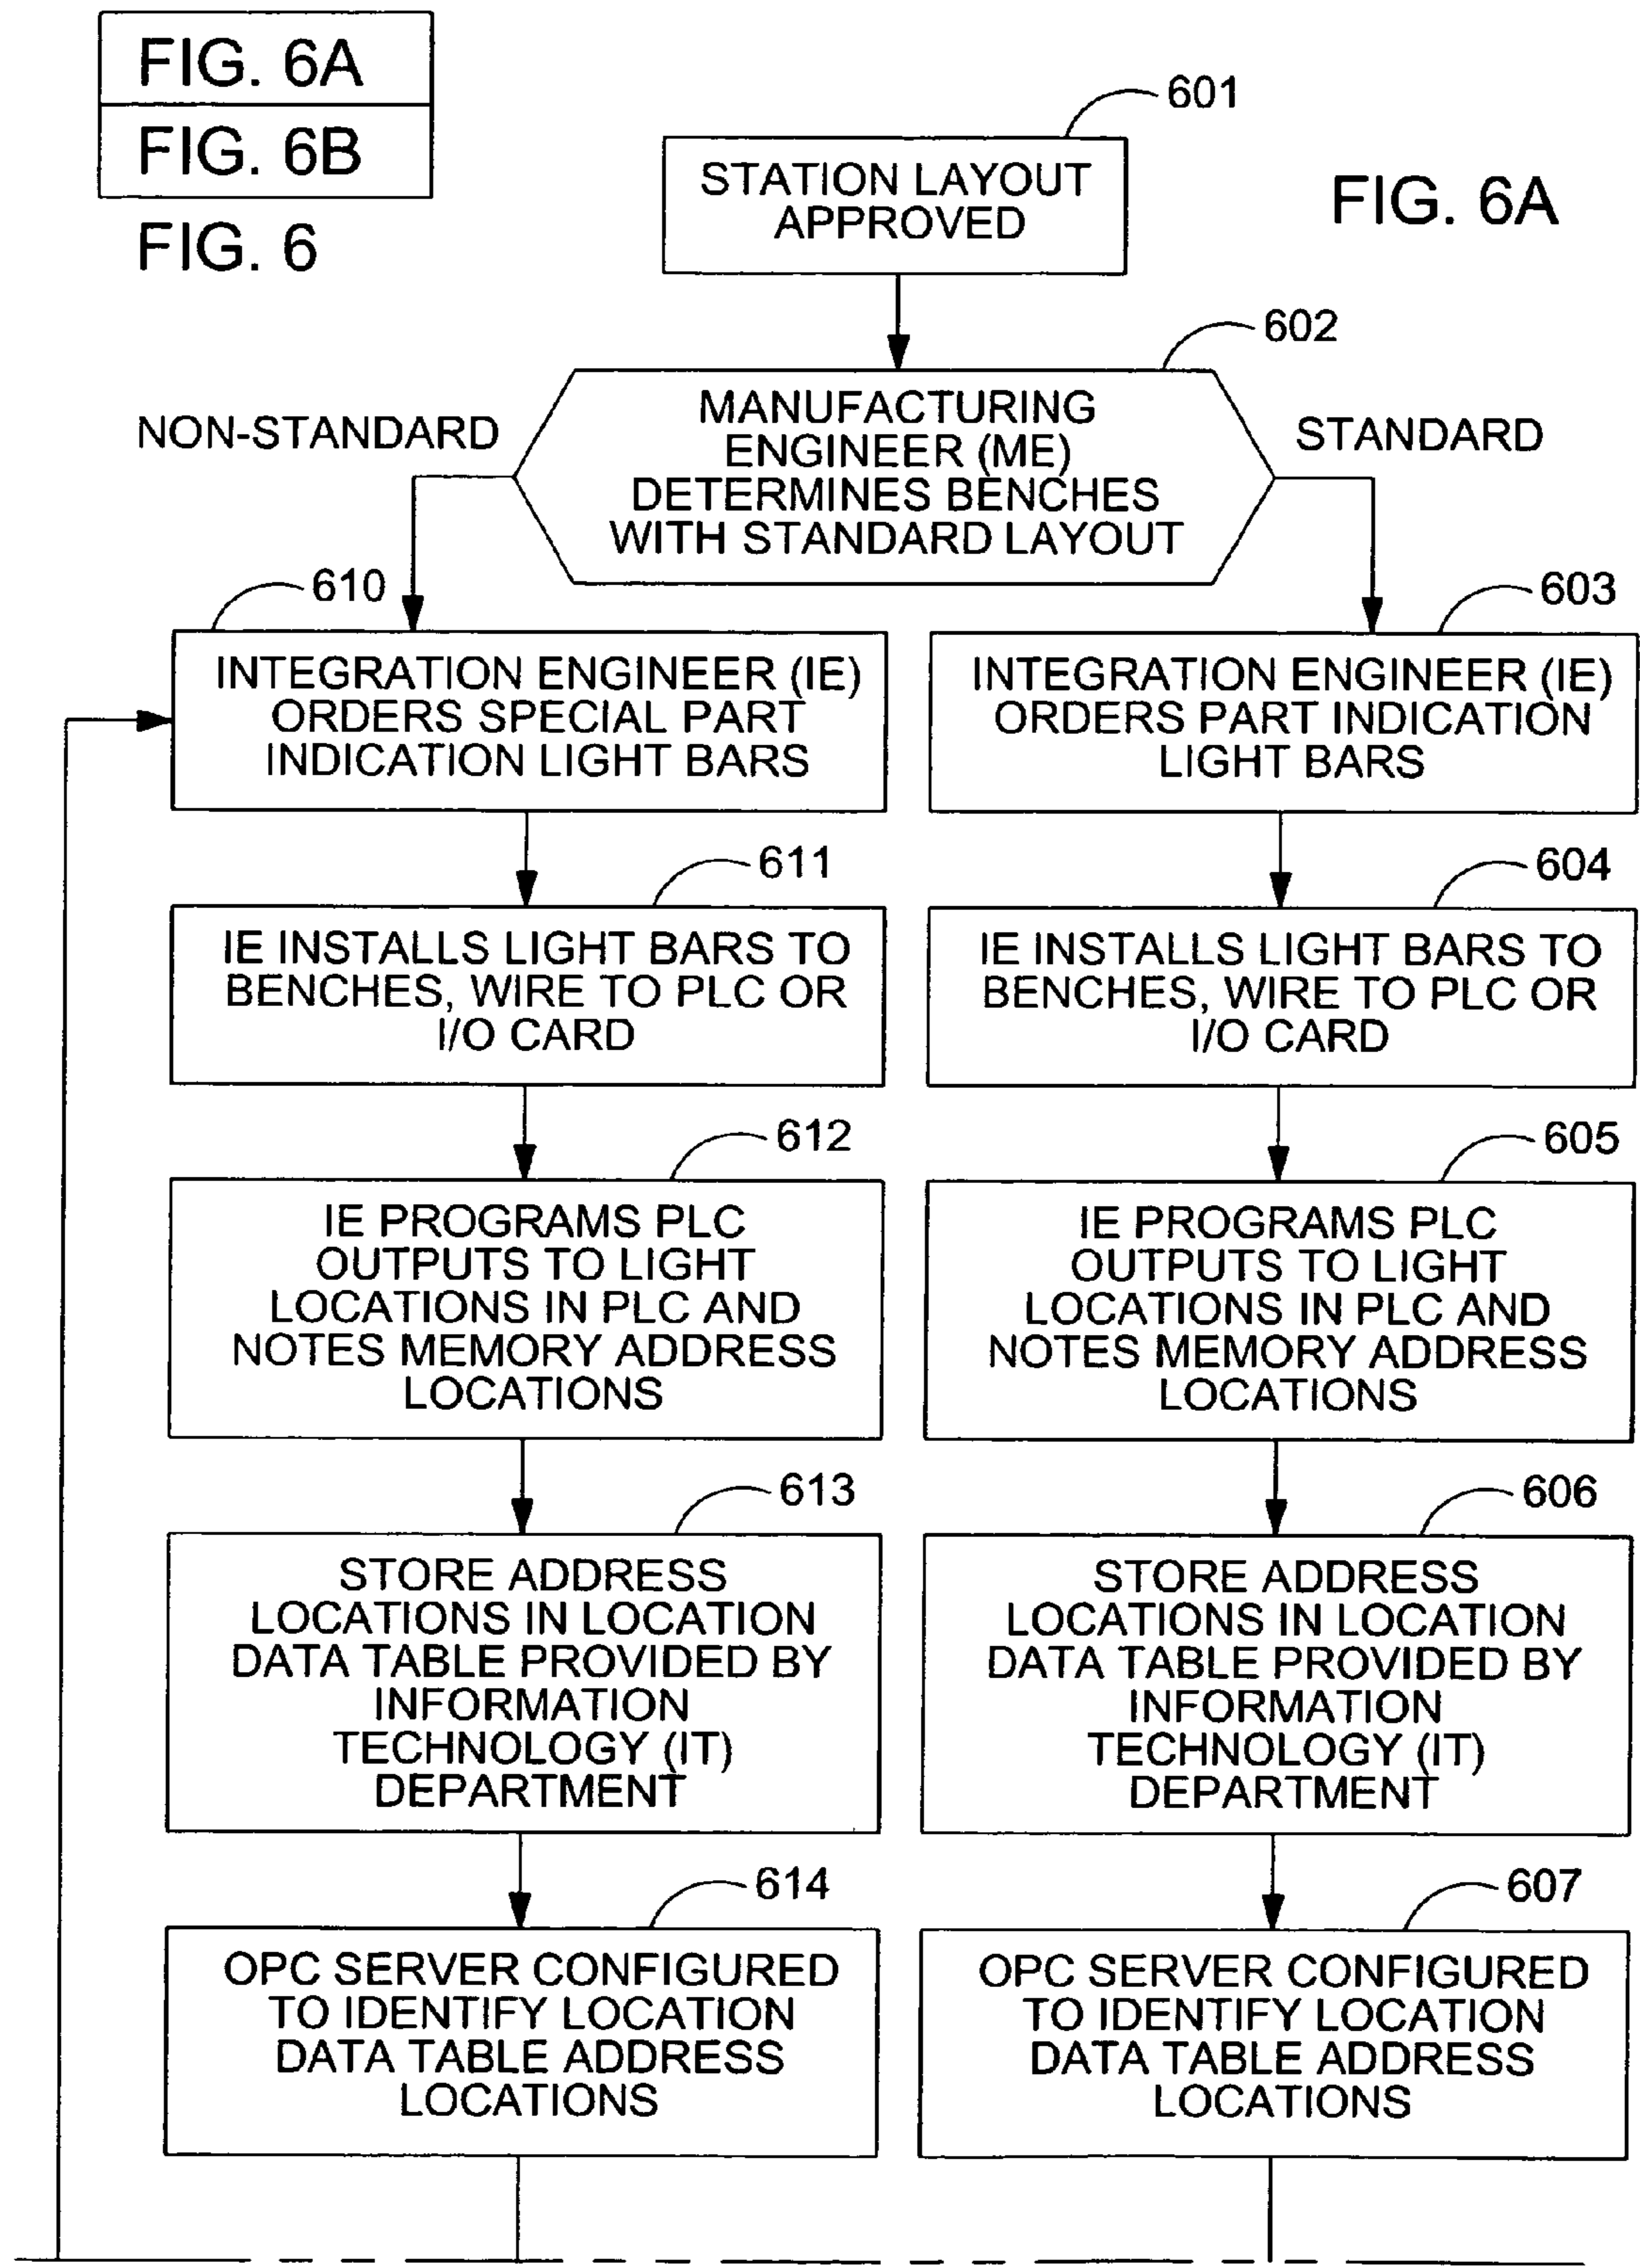 FIG. 6A
FIG. 6B
FIG. 6
FIG. 6A
601
STATION LAYOUT
APPROVED
602
MANUFACTURING
ENGINEER (ME)
DETERMINES BENCHES
WITH STANDARD LAYOUT
NON-STANDARD
STANDARD
610
INTEGRATION ENGINEER (IE)
ORDERS SPECIAL PART
INDICATION LIGHT BARS
603
INTEGRATION ENGINEER (IE)
ORDERS PART INDICATION
LIGHT BARS
611
IE INSTALLS LIGHT BARS TO
BENCHES, WIRE TO PLC OR
I/O CARD
604
IE INSTALLS LIGHT BARS TO
BENCHES, WIRE TO PLC OR
I/O CARD
612
IE PROGRAMS PLC
OUTPUTS TO LIGHT
LOCATIONS IN PLC AND
NOTES MEMORY ADDRESS
LOCATIONS
605
IE PROGRAMS PLC
OUTPUTS TO LIGHT
LOCATIONS IN PLC AND
NOTES MEMORY ADDRESS
LOCATIONS
613
STORE ADDRESS
LOCATIONS IN LOCATION
DATA TABLE PROVIDED BY
INFORMATION
TECHNOLOGY (IT)
DEPARTMENT
606
STORE ADDRESS
LOCATIONS IN LOCATION
DATA TABLE PROVIDED BY
INFORMATION
TECHNOLOGY (IT)
DEPARTMENT
614
OPC SERVER CONFIGURED
TO IDENTIFY LOCATION
DATA TABLE ADDRESS
LOCATIONS
607
OPC SERVER CONFIGURED
TO IDENTIFY LOCATION
DATA TABLE ADDRESS
LOCATIONS